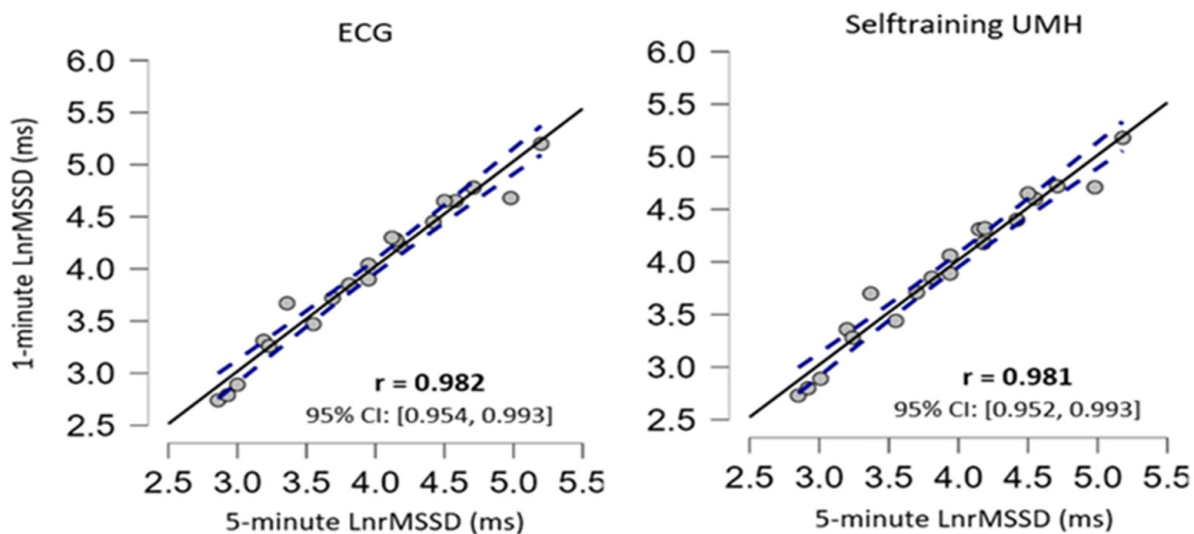 ECG
6.0
5.5
5.0
4.5
4.0
3.5
3.0
2.5
1-minute LnrMSSD (ms)
r = 0.982
95% CI: [0.954, 0.993]
2.5 3.0 3.5 4.0 4.5 5.0 5.5
5-minute LnrMSSD (ms)
Selftraining UMH
6.0
5.5
5.0
4.5
4.0
3.5
3.0
2.5
r = 0.981
95% CI: [0.952, 0.993]
2.5 3.0 3.5 4.0 4.5 5.0 5.5
5-minute LnrMSSD (ms)